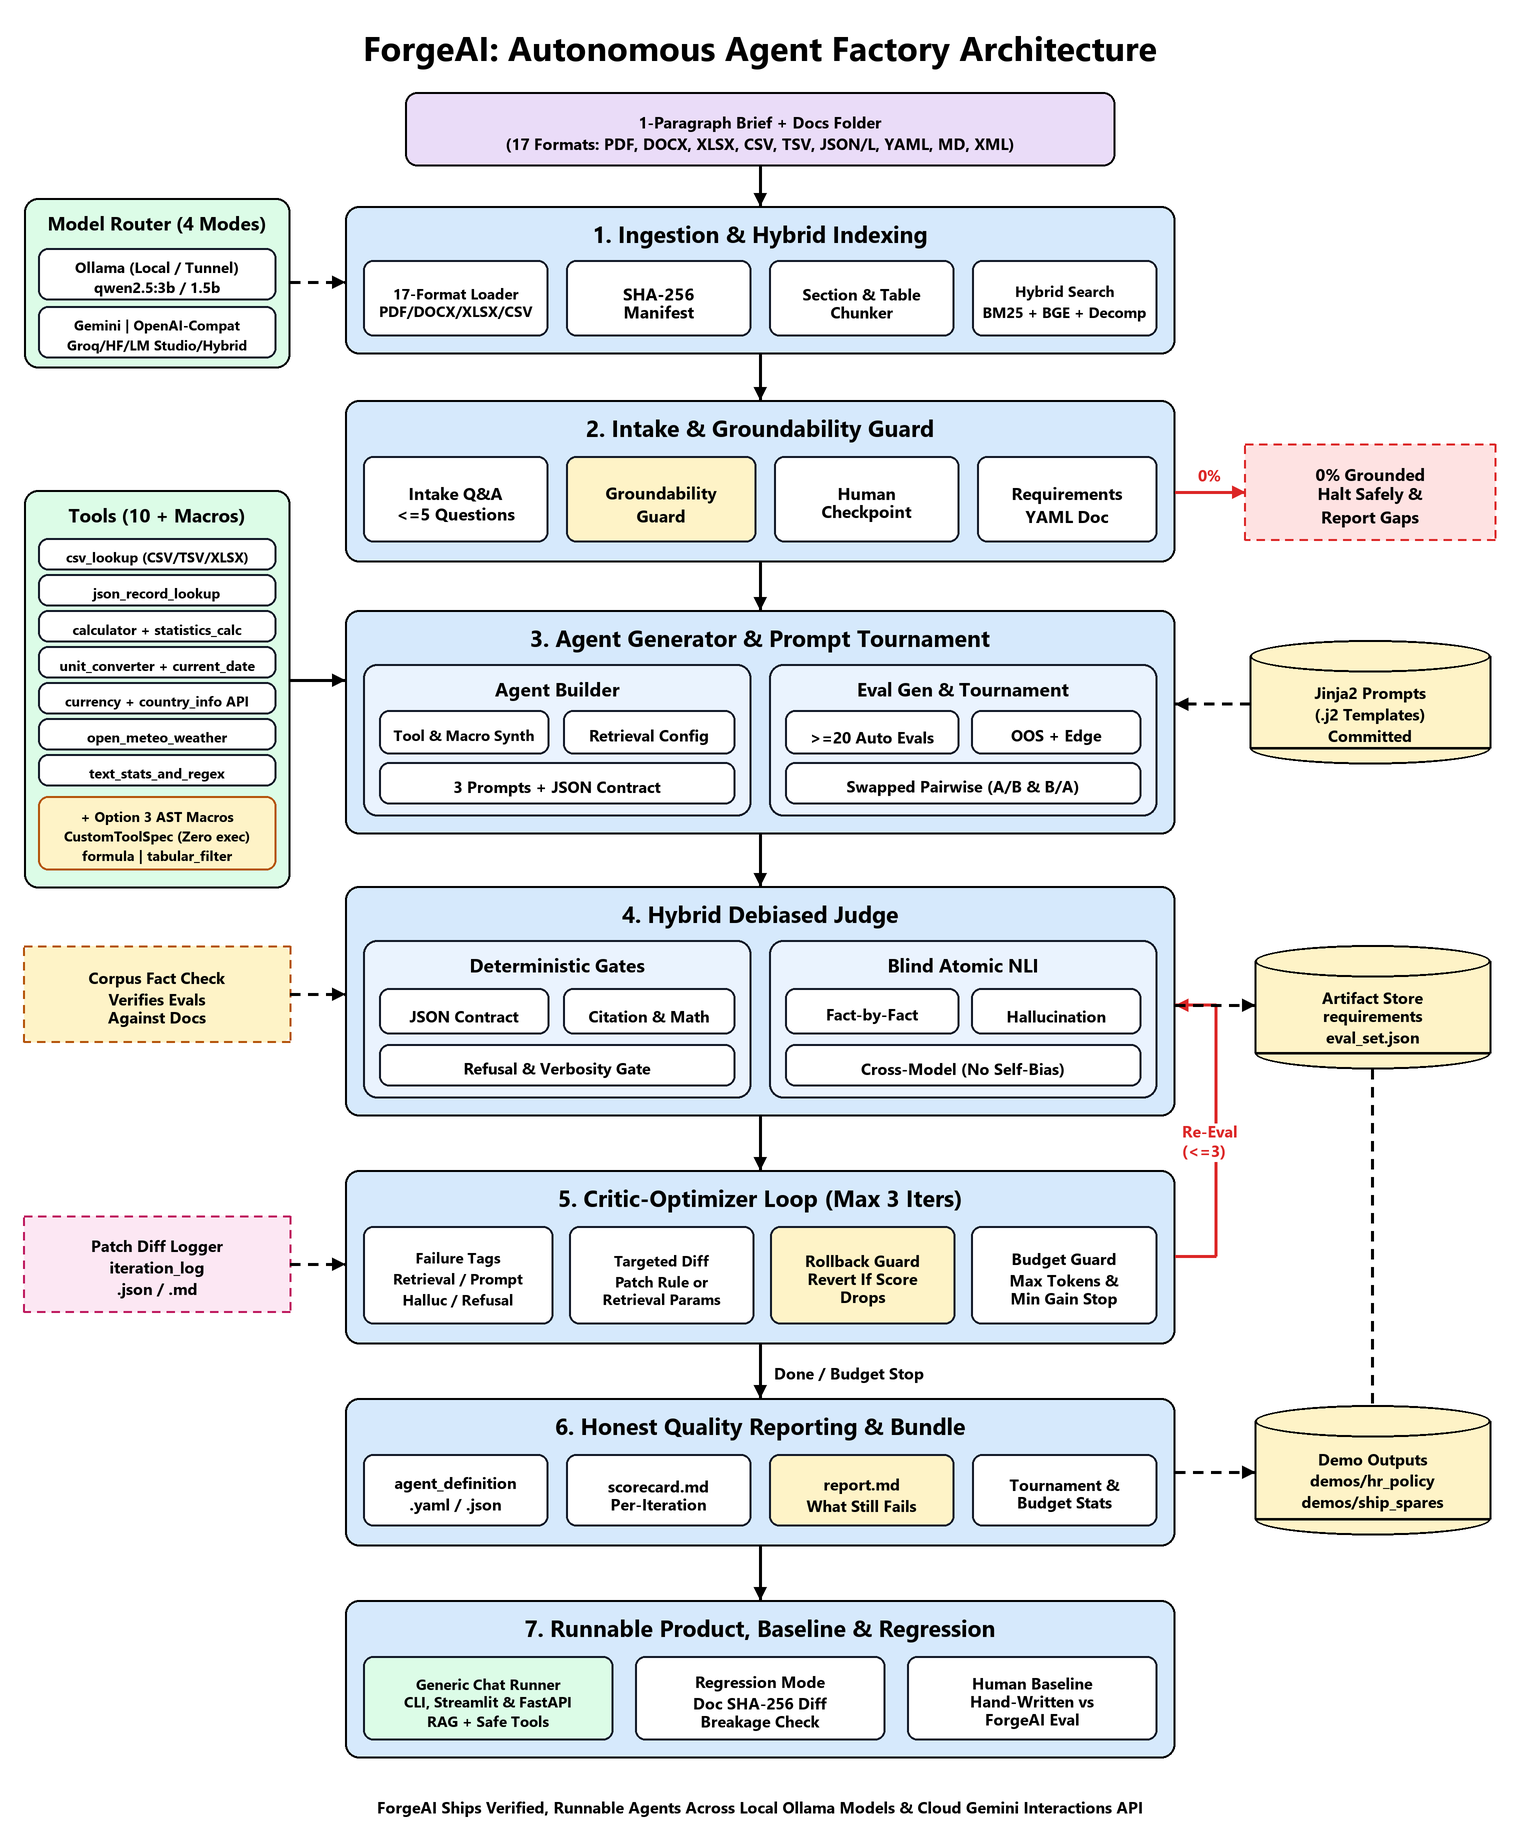 ForgeAI: Autonomous Agent Factory Architecture
1-Paragraph Brief + Docs Folder
(17 Formats: PDF, DOCX, XLSX, CSV, TSV, JSON/L, YAML, MD, XML)
Model Router (4 Modes)
Ollama (Local / Tunnel)
qwen2.5:3b / 1.5b
Gemini | OpenAI-Compat
Groq/HF/LM Studio/Hybrid
1. Ingestion & Hybrid Indexing
17-Format Loader
PDF/DOCX/XLSX/CSV
SHA-256
Manifest
Section & Table
Chunker
Hybrid Search
BM25 + BGE + Decomp
2. Intake & Groundability Guard
Intake Q&A
<=5 Questions
Groundability
Guard
Human
Checkpoint
Requirements
YAML Doc
0%
0% Grounded
Halt Safely &
Report Gaps
Tools (10 + Macros)
csv_lookup (CSV/TSV/XLSX)
json_record_lookup
calculator + statistics_calc
unit_converter + current_date
currency + country_info API
open_meteo_weather
text_stats_and_regex
+ Option 3 AST Macros
CustomToolSpec (Zero exec)
formula | tabular_filter
3. Agent Generator & Prompt Tournament
Agent Builder
Tool & Macro Synth
Retrieval Config
3 Prompts + JSON Contract
Eval Gen & Tournament
>=20 Auto Evals
OOS + Edge
Swapped Pairwise (A/B & B/A)
Jinja2 Prompts
(.j2 Templates)
Committed
4. Hybrid Debiased Judge
Deterministic Gates
JSON Contract
Citation & Math
Refusal & Verbosity Gate
Blind Atomic NLI
Fact-by-Fact
Hallucination
Cross-Model (No Self-Bias)
Corpus Fact Check
Verifies Evals
Against Docs
Artifact Store
requirements
eval_set.json
Re-Eval
(<=3)
5. Critic-Optimizer Loop (Max 3 Iters)
Failure Tags
Retrieval / Prompt
Halluc / Refusal
Targeted Diff
Patch Rule or
Retrieval Params
Rollback Guard
Revert If Score
Drops
Budget Guard
Max Tokens &
Min Gain Stop
Patch Diff Logger
iteration_log
.json / .md
Done / Budget Stop
6. Honest Quality Reporting & Bundle
agent_definition
.yaml / .json
scorecard.md
Per-Iteration
report.md
What Still Fails
Tournament &
Budget Stats
Demo Outputs
demos/hr_policy
demos/ship_spares
7. Runnable Product, Baseline & Regression
Generic Chat Runner
CLI, Streamlit & FastAPI
RAG + Safe Tools
Regression Mode
Doc SHA-256 Diff
Breakage Check
Human Baseline
Hand-Written vs
ForgeAI Eval
ForgeAI Ships Verified, Runnable Agents Across Local Ollama Models & Cloud Gemini Interactions API